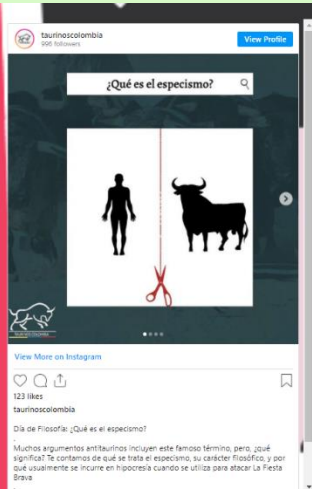 taurinoscolombia
996 followers
View Profile
¿Qué es el especismo?
View More on Instagram
123 likes
taurinoscolombia
Día de Filosofía: ¿Qué es el especismo?
.
Muchos argumentos antitaurinos incluyen este famoso término, pero, ¿qué
significa? Te contamos de qué se trata el especismo, su carácter filosófico, y por
qué usualmente se incurre en hipocresía cuando se utiliza para atacar La Fiesta
Brava
.